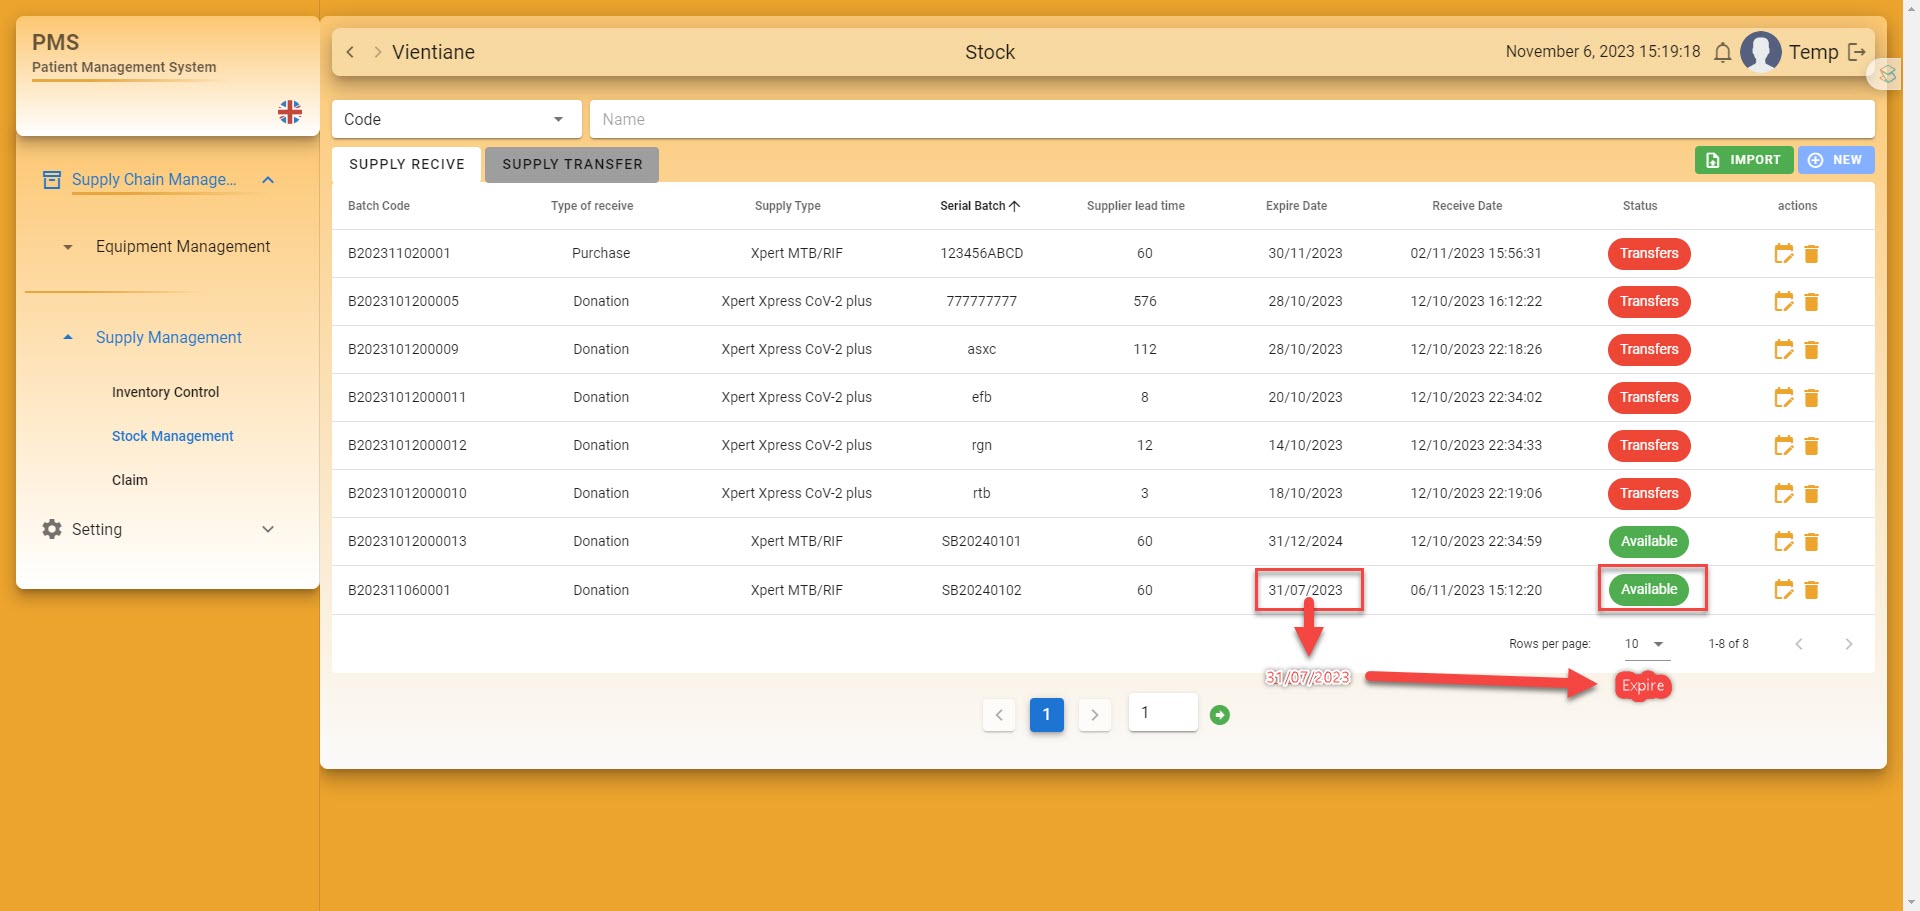 PMS
Patient Management System
Supply Chain Manage...
Equipment Management
Supply Management
Inventory Control
Stock Management
Claim
Setting
Vientiane
Stock
November 6, 2023 15:19:18
Temp
Code
Name
SUPPLY RECIVE
SUPPLY TRANSFER
IMPORT
NEW
Batch Code Type of receive Supply Type Serial Batch Supplier lead time Expire Date Receive Date Status actions
B202311020001 Purchase Xpert MTB/RIF 123456ABCD 60 30/11/2023 02/11/2023 15:56:31 Transfers
B2023101200005 Donation Xpert Xpress CoV-2 plus 777777777 576 28/10/2023 12/10/2023 16:12:22 Transfers
B2023101200009 Donation Xpert Xpress CoV-2 plus asxc 112 28/10/2023 12/10/2023 22:18:26 Transfers
B20231012000011 Donation Xpert Xpress CoV-2 plus efb 8 20/10/2023 12/10/2023 22:34:02 Transfers
B20231012000012 Donation Xpert Xpress CoV-2 plus rgn 12 14/10/2023 12/10/2023 22:34:33 Transfers
B20231012000010 Donation Xpert Xpress CoV-2 plus rtb 3 18/10/2023 12/10/2023 22:19:06 Transfers
B20231012000013 Donation Xpert MTB/RIF SB20240101 60 31/12/2024 12/10/2023 22:34:59 Available
B202311060001 Donation Xpert MTB/RIF SB20240102 60 31/07/2023 06/11/2023 15:12:20 Available
Rows per page: 10 1-8 of 8
31/07/2023
Expire
1
1